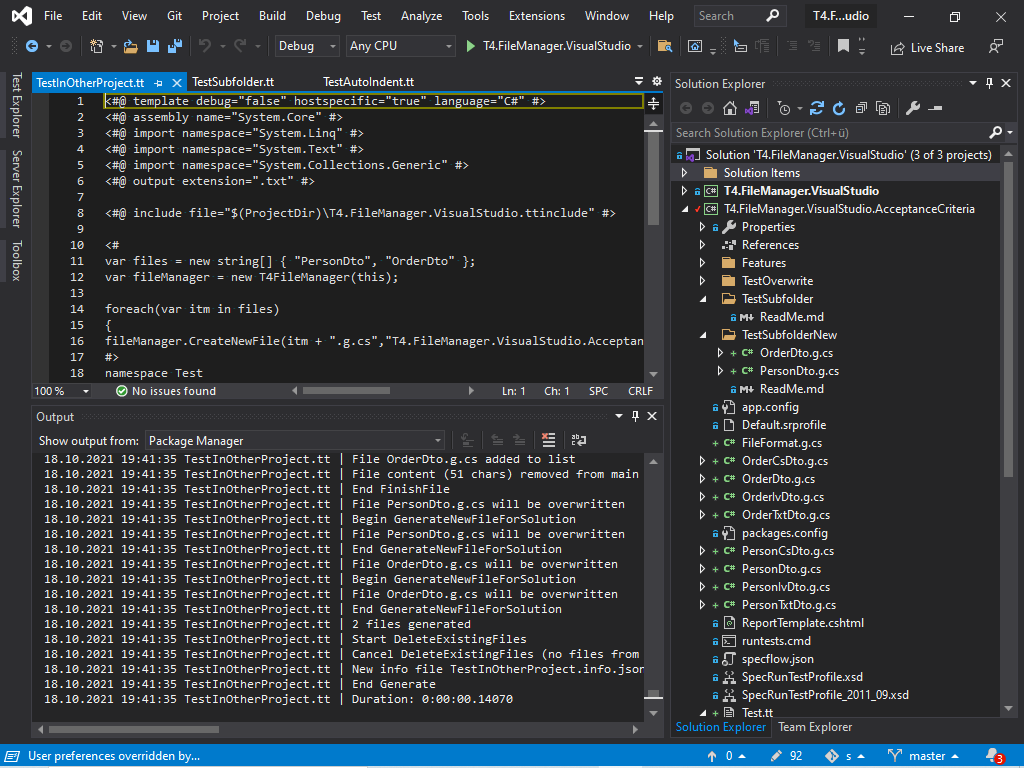 File Edit View Git Project Build Debug Test Analyze Tools Extensions Window Help Search T4.F...udio
Debug Any CPU T4.FileManager.VisualStudio Live Share
Test Explorer
Server Explorer
Toolbox
TestInOtherProject.tt TestSubfolder.tt TestAutoIndent.tt
1 <#@ template debug="false" hostspecific="true" language="C#" #>
2 <#@ assembly name="System.Core" #>
3 <#@ import namespace="System.Linq" #>
4 <#@ import namespace="System.Text" #>
5 <#@ import namespace="System.Collections.Generic" #>
6 <#@ output extension=".txt" #>
7
8 <#@ include file="$(ProjectDir)\T4.FileManager.VisualStudio.ttinclude" #>
9
10 <#
11 var files = new string[] { "PersonDto", "OrderDto" };
12 var fileManager = new T4FileManager(this);
13
14 foreach(var itm in files)
15 {
16 fileManager.CreateNewFile(itm + ".g.cs","T4.FileManager.VisualStudio.Acceptan
17 #>
18 namespace Test
100 % No issues found Ln: 1 Ch: 1 SPC CRLF
Output
Show output from: Package Manager
18.10.2021 19:41:35 TestInOtherProject.tt | File OrderDto.g.cs added to list
18.10.2021 19:41:35 TestInOtherProject.tt | File content (51 chars) removed from main
18.10.2021 19:41:35 TestInOtherProject.tt | End FinishFile
18.10.2021 19:41:35 TestInOtherProject.tt | File PersonDto.g.cs will be overwritten
18.10.2021 19:41:35 TestInOtherProject.tt | Begin GenerateNewFileForSolution
18.10.2021 19:41:35 TestInOtherProject.tt | File PersonDto.g.cs will be overwritten
18.10.2021 19:41:35 TestInOtherProject.tt | End GenerateNewFileForSolution
18.10.2021 19:41:35 TestInOtherProject.tt | File OrderDto.g.cs will be overwritten
18.10.2021 19:41:35 TestInOtherProject.tt | Begin GenerateNewFileForSolution
18.10.2021 19:41:35 TestInOtherProject.tt | File OrderDto.g.cs will be overwritten
18.10.2021 19:41:35 TestInOtherProject.tt | End GenerateNewFileForSolution
18.10.2021 19:41:35 TestInOtherProject.tt | 2 files generated
18.10.2021 19:41:35 TestInOtherProject.tt | Start DeleteExistingFiles
18.10.2021 19:41:35 TestInOtherProject.tt | Cancel DeleteExistingFiles (no files from
18.10.2021 19:41:35 TestInOtherProject.tt | New info file TestInOtherProject.info.json
18.10.2021 19:41:35 TestInOtherProject.tt | End Generate
18.10.2021 19:41:35 TestInOtherProject.tt | Duration: 0:00:00.14070
Solution Explorer
Search Solution Explorer (Ctrl+ü)
Solution 'T4.FileManager.VisualStudio' (3 of 3 projects)
Solution Items
C# T4.FileManager.VisualStudio
C# T4.FileManager.VisualStudio.AcceptanceCriteria
Properties
References
Features
TestOverwrite
TestSubfolder
M+ ReadMe.md
TestSubfolderNew
+ C# OrderDto.g.cs
+ C# PersonDto.g.cs
M+ ReadMe.md
app.config
Default.srprofile
+ C# FileFormat.g.cs
+ C# OrderCsDto.g.cs
+ C# OrderDto.g.cs
+ C# OrderIvDto.g.cs
+ C# OrderTxtDto.g.cs
packages.config
+ C# PersonCsDto.g.cs
+ C# PersonDto.g.cs
+ C# PersonIvDto.g.cs
+ C# PersonTxtDto.g.cs
ReportTemplate.cshtml
runtests.cmd
specflow.json
SpecRunTestProfile.xsd
SpecRunTestProfile_2011_09.xsd
+ Test.tt
Solution Explorer Team Explorer
User preferences overridden by... 0 92 s master 3